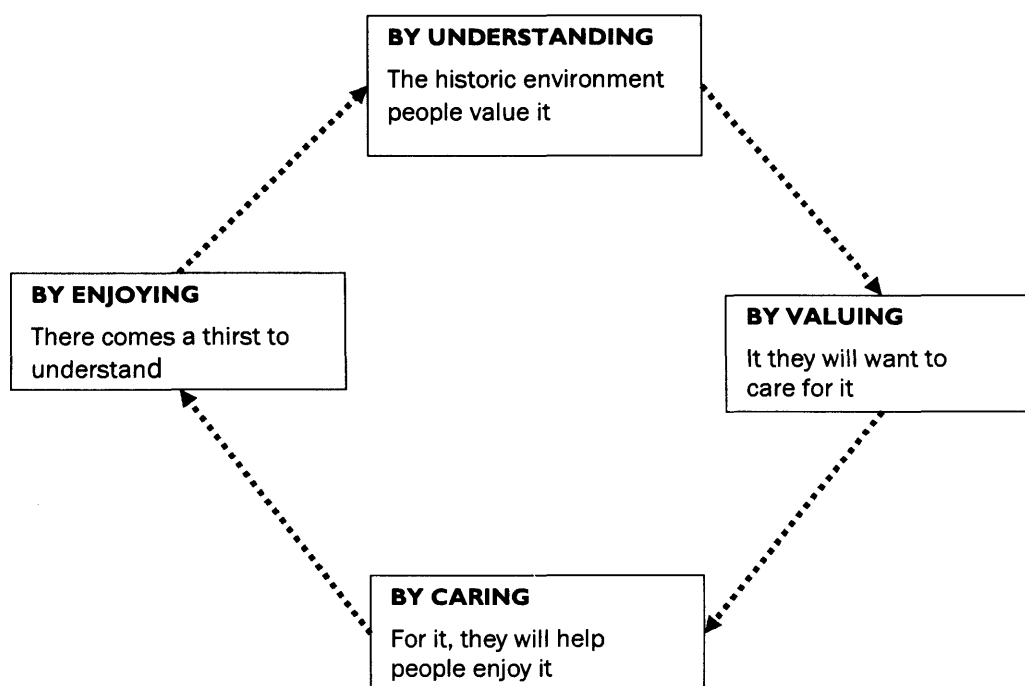 BY UNDERSTANDING
The historic environment
people value it
BY ENJOYING
There comes a thirst to
understand
BY VALUING
It they will want to
care for it
BY CARING
For it, they will help
people enjoy it